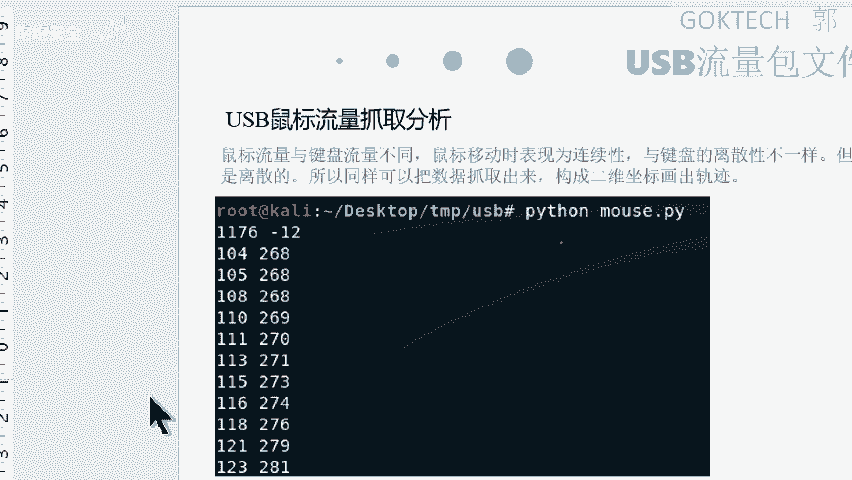 GOKTECH 郭
USB流量包文件
USB鼠标流量抓取分析
鼠标流量与键盘流量不同，鼠标移动时表现为连续性，与键盘的离散性不一样。但
是离散的。所以同样可以把数据抓取出来，构成二维坐标画出轨迹。
root@kali:~/Desktop/tmp/usb# python mouse.py
1176 -12
104 268
105 268
108 268
110 269
111 270
113 271
115 273
116 274
118 276
121 279
123 281